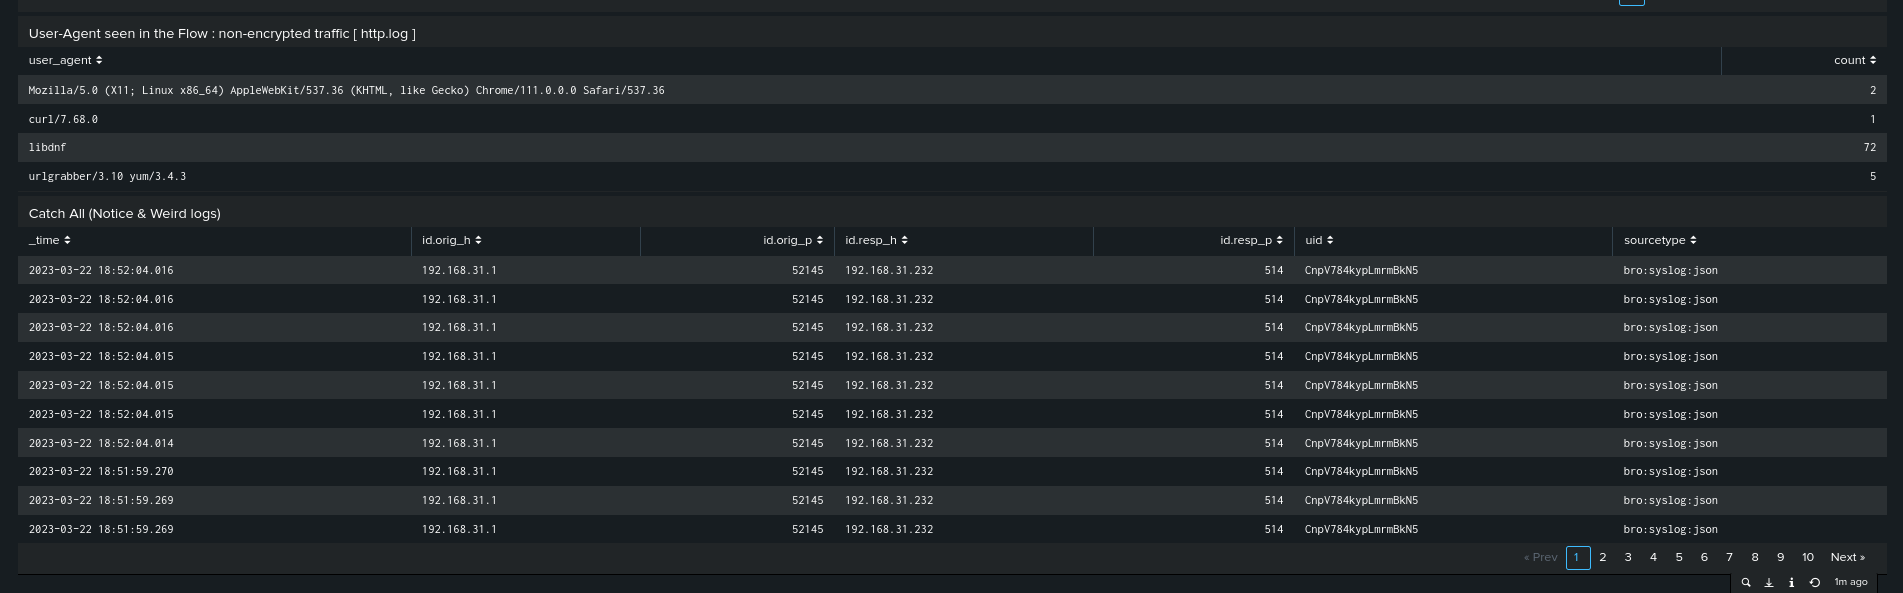 User-Agent seen in the Flow : non-encrypted traffic [ http.log ]
user_agent count
Mozilla/5.0 (X11; Linux x86_64) AppleWebKit/537.36 (KHTML, like Gecko) Chrome/111.0.0.0 Safari/537.36 2
curl/7.68.0 1
libdnf 72
urlgrabber/3.10 yum/3.4.3 5
Catch All (Notice & Weird logs)
_time id.orig_h id.orig_p id.resp_h id.resp_p uid sourcetype
2023-03-22 18:52:04.016 192.168.31.1 52145 192.168.31.232 514 CnpV784kypLmrmBkN5 bro:syslog:json
2023-03-22 18:52:04.016 192.168.31.1 52145 192.168.31.232 514 CnpV784kypLmrmBkN5 bro:syslog:json
2023-03-22 18:52:04.016 192.168.31.1 52145 192.168.31.232 514 CnpV784kypLmrmBkN5 bro:syslog:json
2023-03-22 18:52:04.015 192.168.31.1 52145 192.168.31.232 514 CnpV784kypLmrmBkN5 bro:syslog:json
2023-03-22 18:52:04.015 192.168.31.1 52145 192.168.31.232 514 CnpV784kypLmrmBkN5 bro:syslog:json
2023-03-22 18:52:04.015 192.168.31.1 52145 192.168.31.232 514 CnpV784kypLmrmBkN5 bro:syslog:json
2023-03-22 18:52:04.014 192.168.31.1 52145 192.168.31.232 514 CnpV784kypLmrmBkN5 bro:syslog:json
2023-03-22 18:51:59.270 192.168.31.1 52145 192.168.31.232 514 CnpV784kypLmrmBkN5 bro:syslog:json
2023-03-22 18:51:59.269 192.168.31.1 52145 192.168.31.232 514 CnpV784kypLmrmBkN5 bro:syslog:json
2023-03-22 18:51:59.269 192.168.31.1 52145 192.168.31.232 514 CnpV784kypLmrmBkN5 bro:syslog:json
« Prev 1 2 3 4 5 6 7 8 9 10 Next »
1m ago